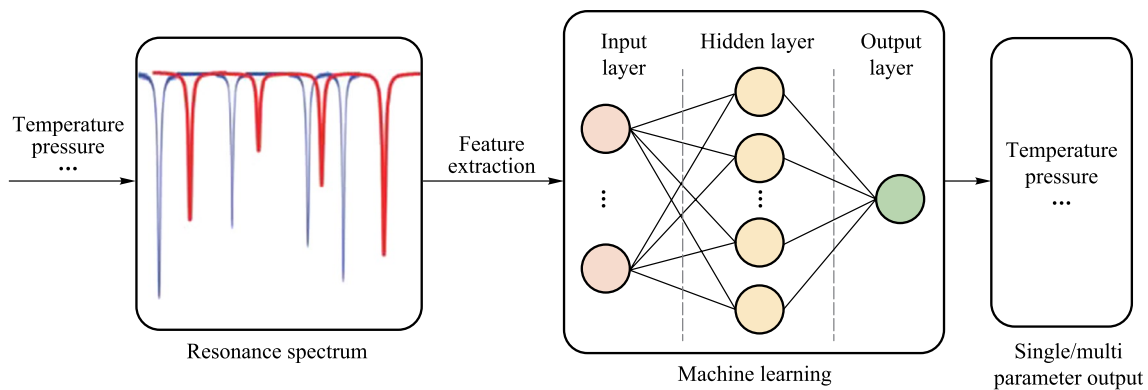 Temperature
pressure
...
Resonance spectrum
Feature
extraction
Input
layer
Hidden layer
Output
layer
...
...
Machine learning
Temperature
pressure
...
Single/multi
parameter output